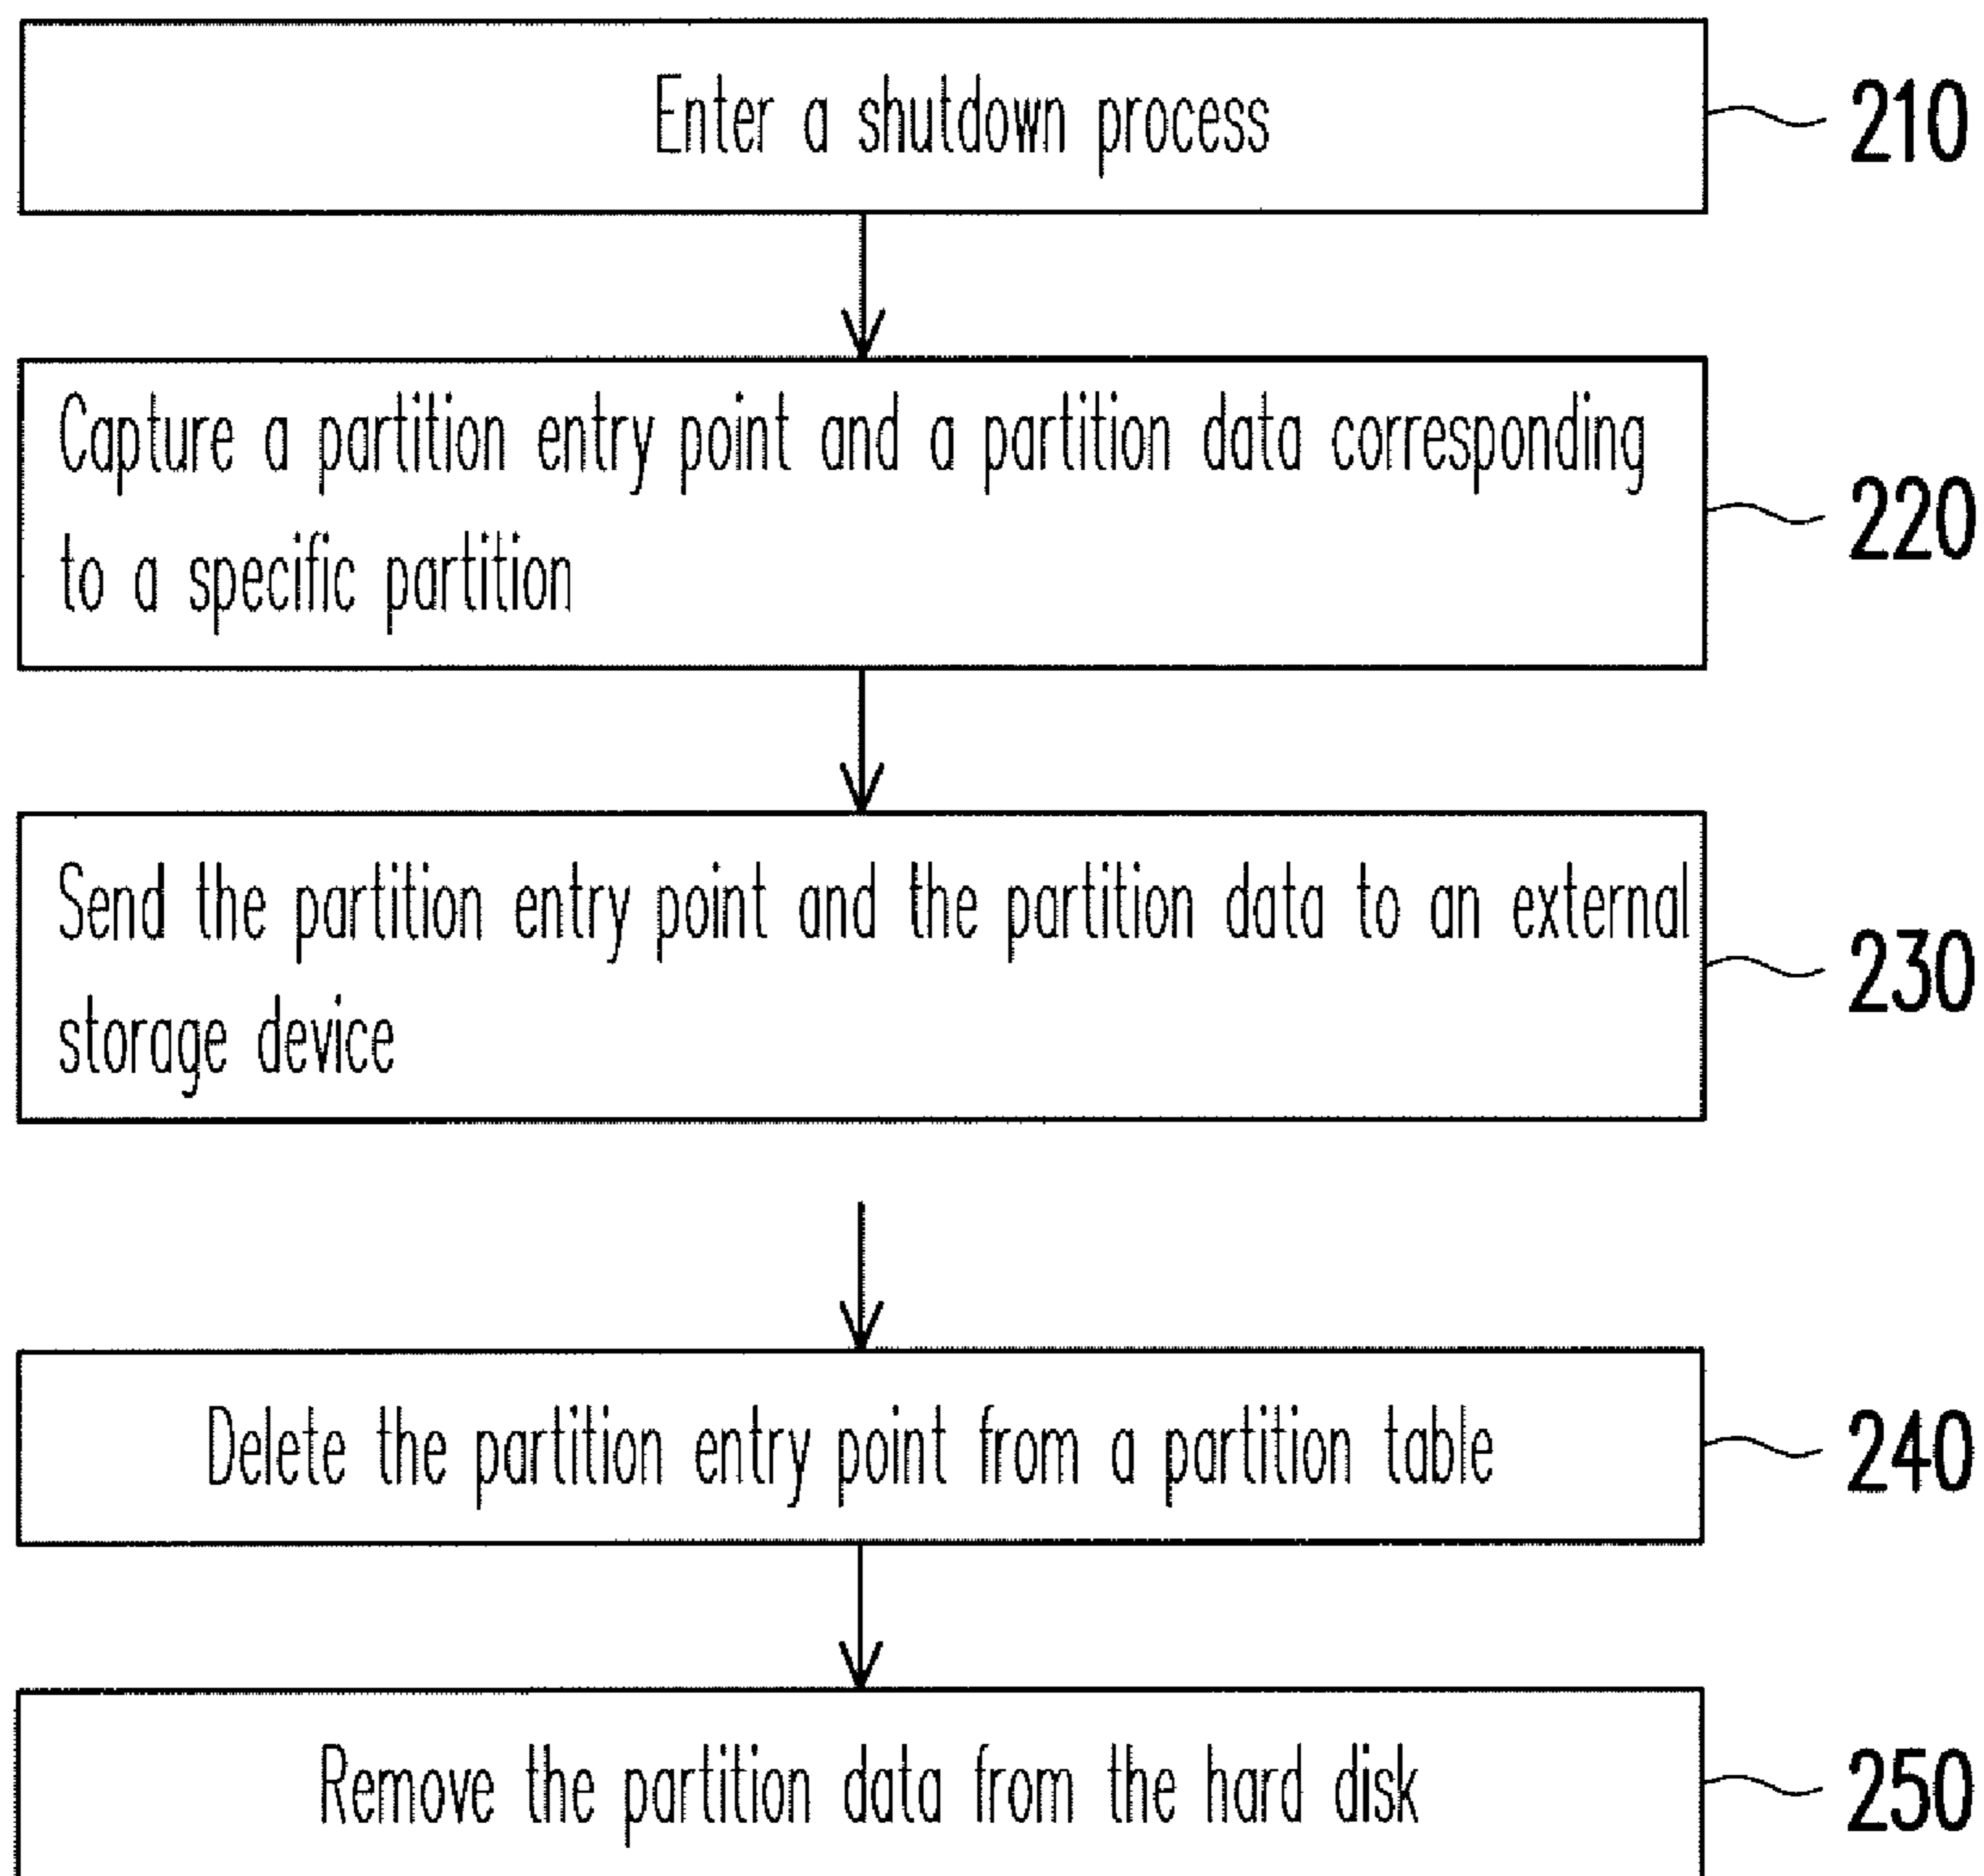 Enter a shutdown process
210
Capture a partition entry point and a partition data corresponding
to a specific partition
220
Send the partition entry point and the partition data to an external
storage device
230
Delete the partition entry point from a partition table
240
Remove the partition data from the hard disk
250